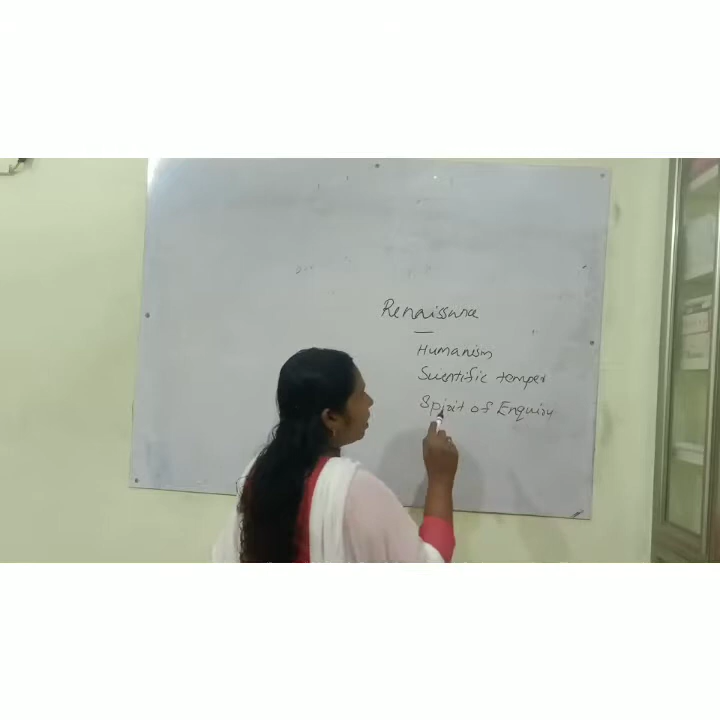 Renaissance
Humanism
Scientific temper
Spirit of Enquiry